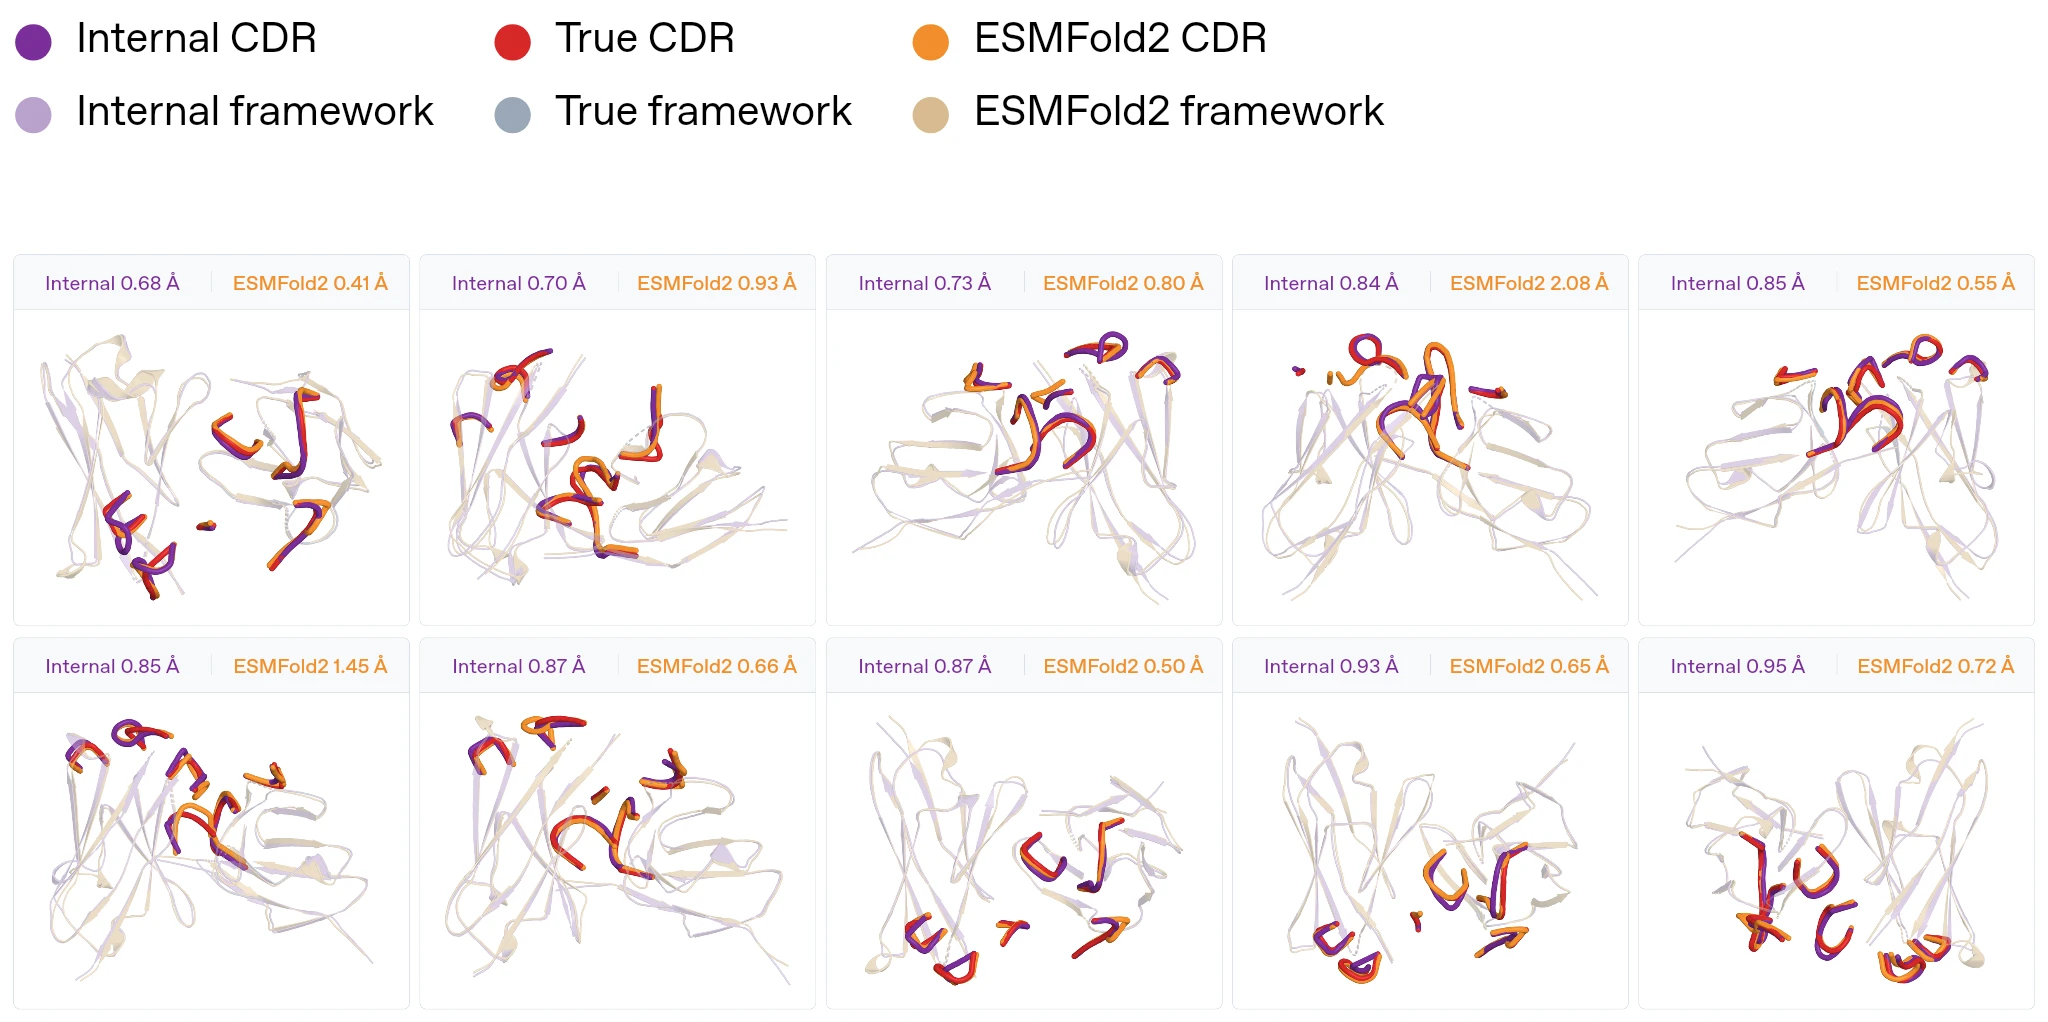 Internal CDR True CDR ESMFold2 CDR
Internal framework True framework ESMFold2 framework
Internal 0.68 Å ESMFold2 0.41 Å Internal 0.70 Å ESMFold2 0.93 Å Internal 0.73 Å ESMFold2 0.80 Å Internal 0.84 Å ESMFold2 2.08 Å Internal 0.85 Å ESMFold2 0.55 Å
Internal 0.85 Å ESMFold2 1.45 Å Internal 0.87 Å ESMFold2 0.66 Å Internal 0.87 Å ESMFold2 0.50 Å Internal 0.93 Å ESMFold2 0.65 Å Internal 0.95 Å ESMFold2 0.72 Å